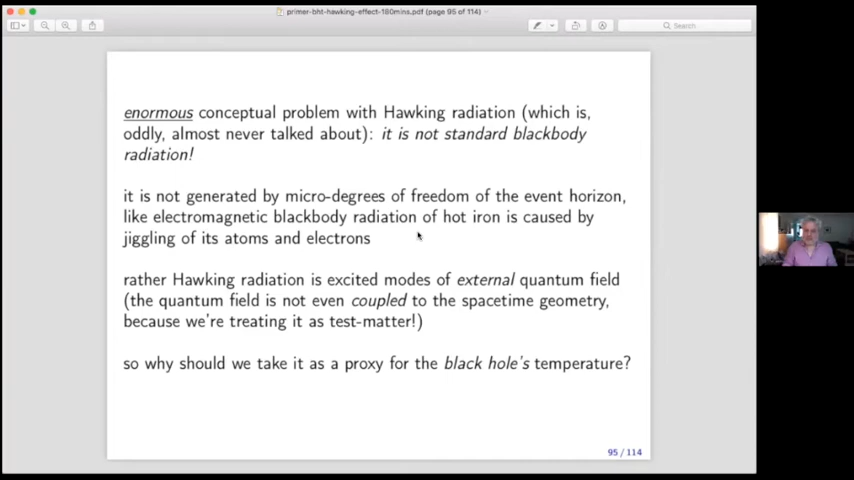 primer-bht-hawking-effect-180mins.pdf (page 95 of 114)
Search
enormous conceptual problem with Hawking radiation (which is,
oddly, almost never talked about): it is not standard blackbody
radiation!
it is not generated by micro-degrees of freedom of the event horizon,
like electromagnetic blackbody radiation of hot iron is caused by
jiggling of its atoms and electrons
rather Hawking radiation is excited modes of external quantum field
(the quantum field is not even coupled to the spacetime geometry,
because we're treating it as test-matter!)
so why should we take it as a proxy for the black hole's temperature?
95 / 114